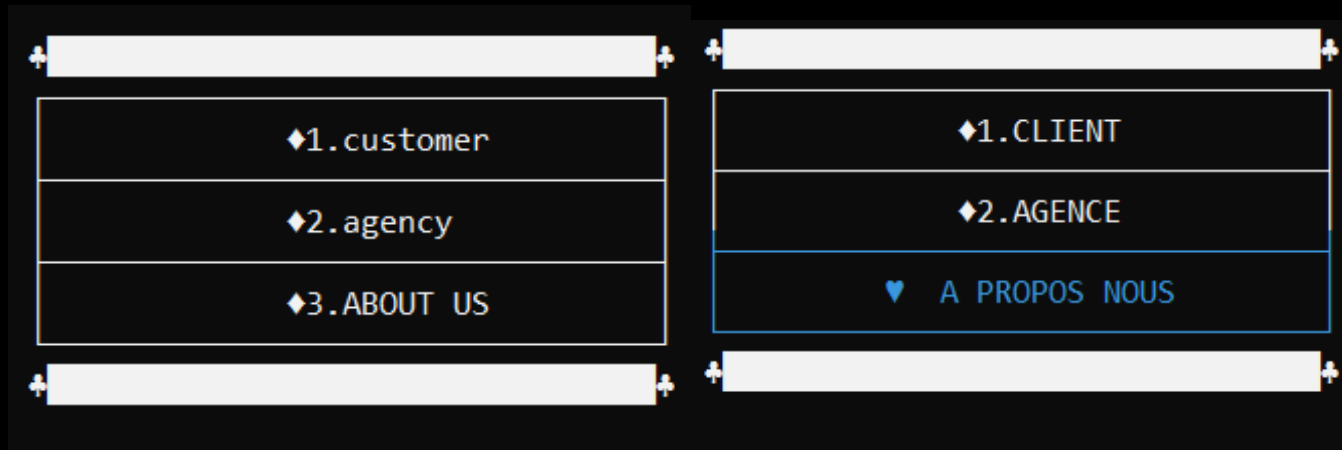 ♦1.customer
♦2.agency
♦3.ABOUT US
♦1.CLIENT
♦2.AGENCE
♥ A PROPOS NOUS